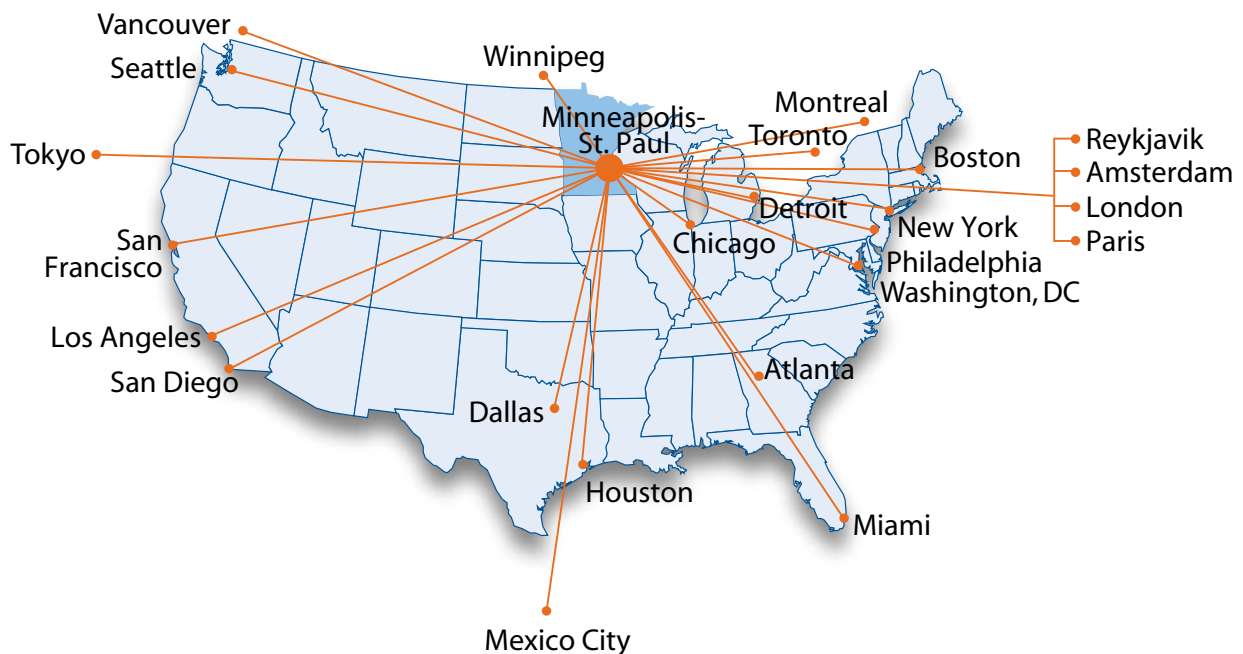 Vancouver
Winnipeg
Seattle
Montreal
Minneapolis-
St. Paul
Toronto
Reykjavik
Tokyo
Boston
Amsterdam
Detroit
London
New York
San
Francisco
Chicago
Paris
Philadelphia
Washington, DC
Los Angeles
Atlanta
San Diego
Dallas
Houston
Miami
Mexico City